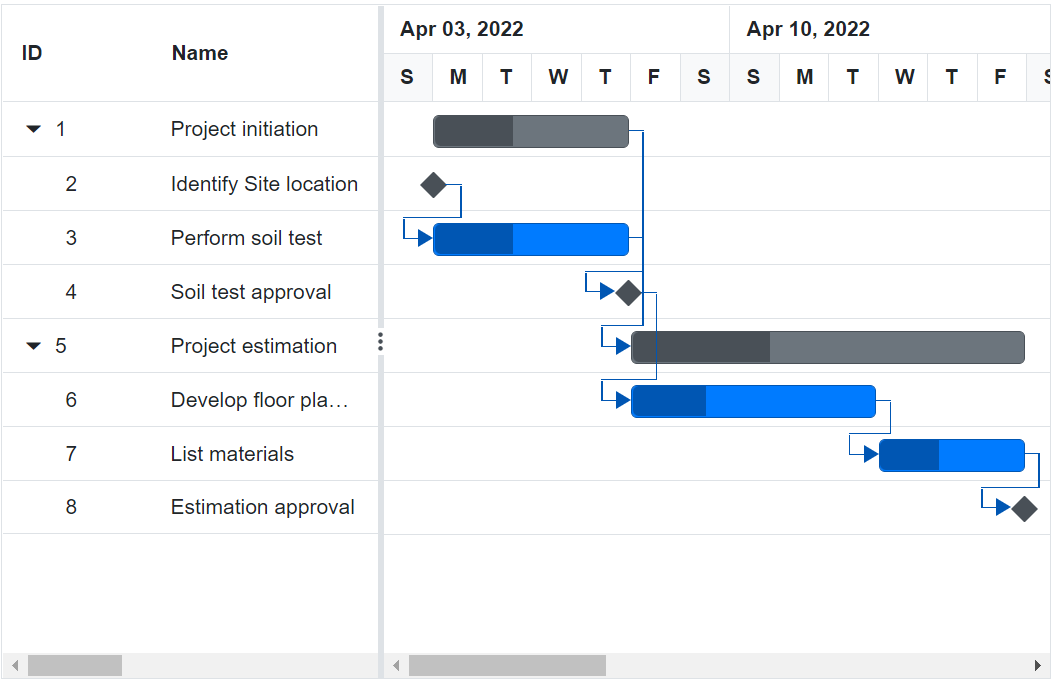 ID Name Apr 03, 2022 Apr 10, 2022
S M T W T F S S M T W T F S
1 Project initiation
2 Identify Site location
3 Perform soil test
4 Soil test approval
5 Project estimation
6 Develop floor pla…
7 List materials
8 Estimation approval